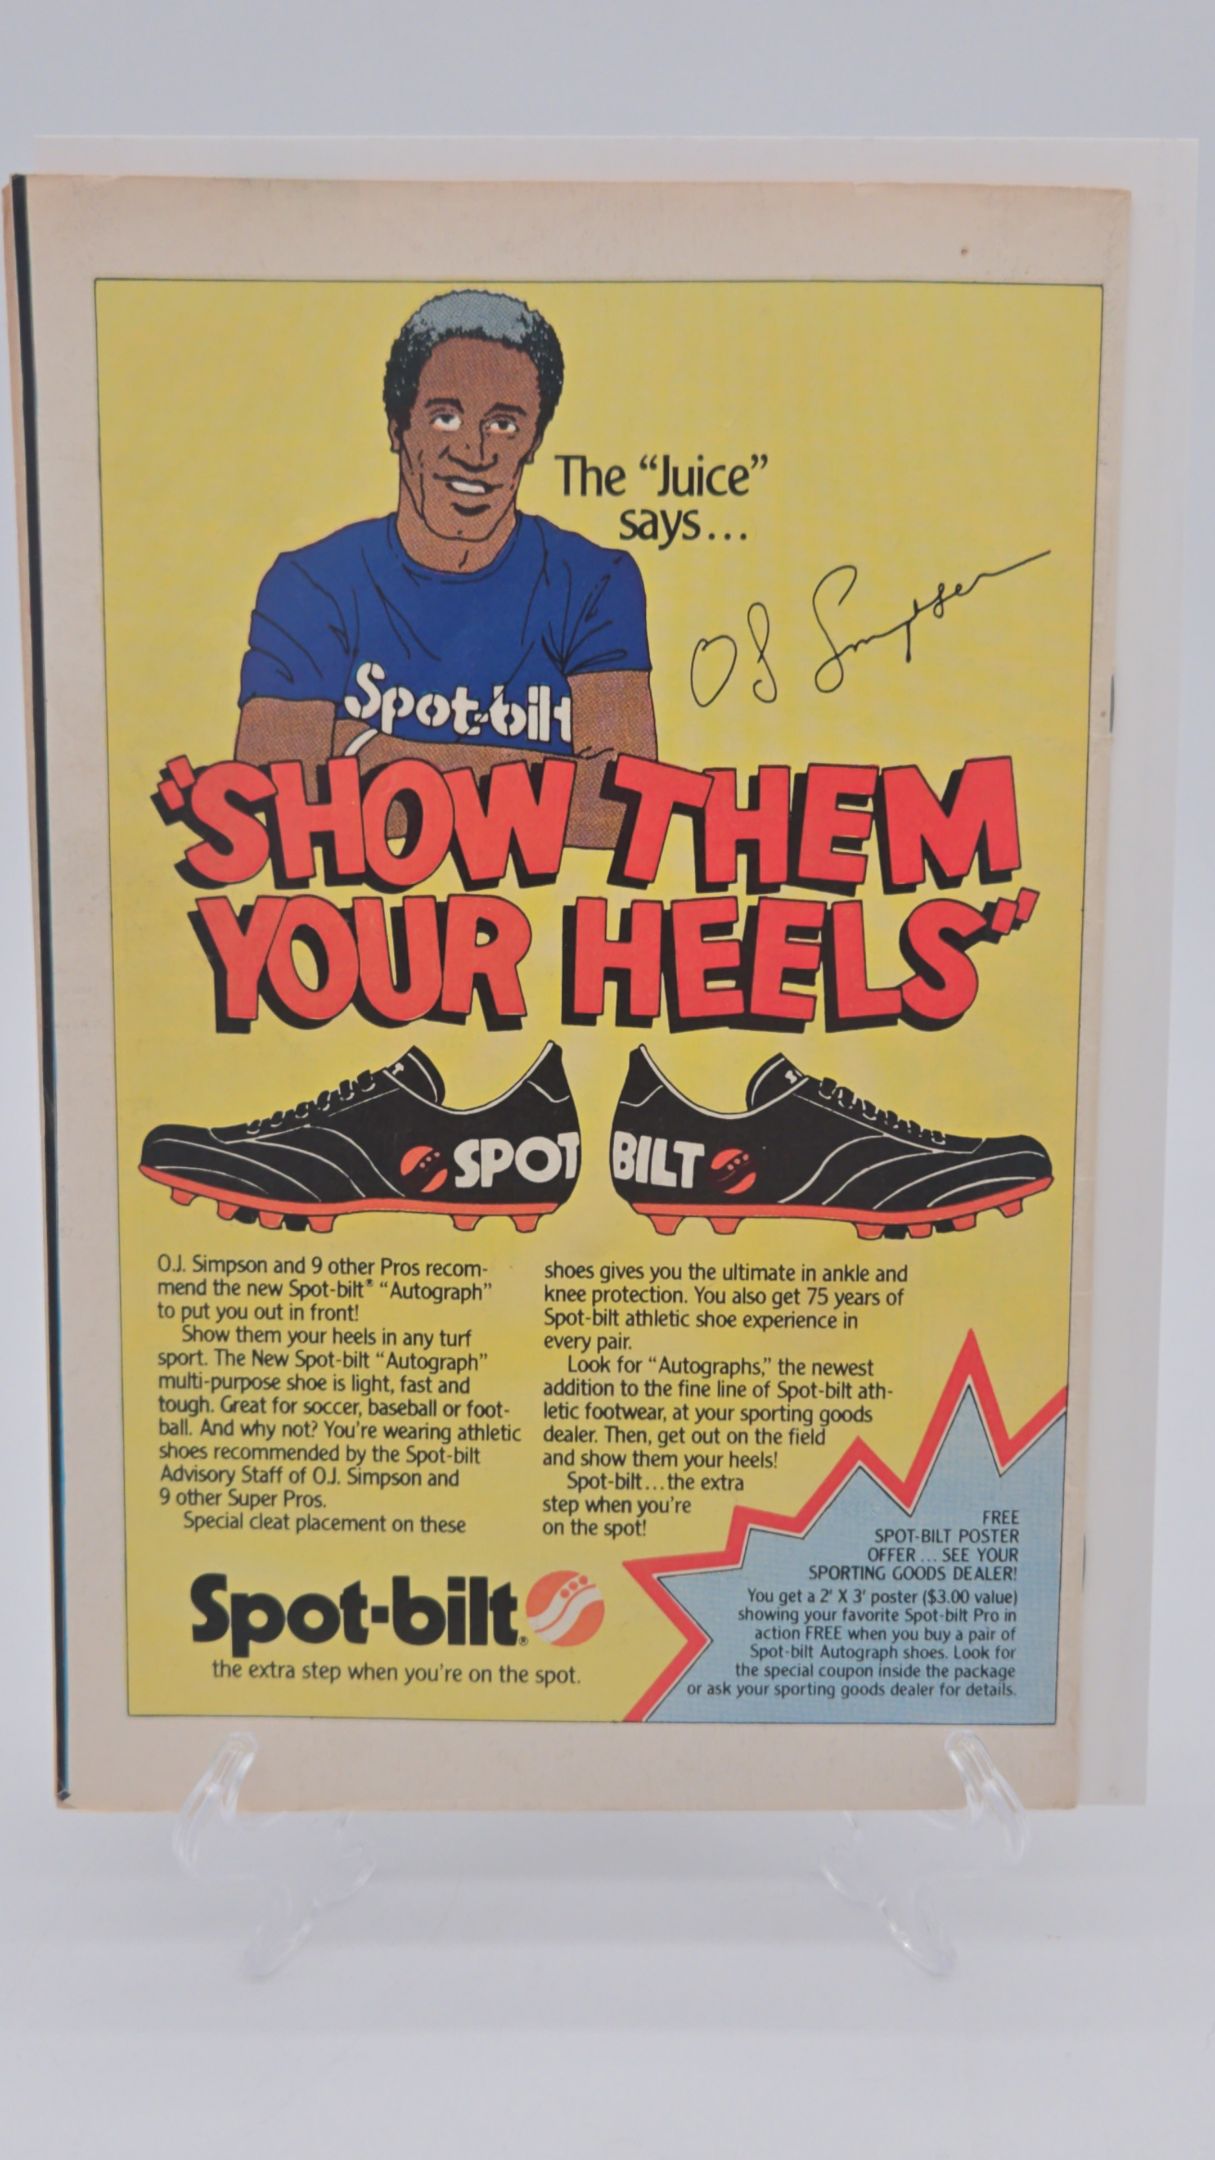 The “Juice”
says...
OJ Simpson
Spot-bilt
“SHOW THEM
YOUR HEELS”
SPOT BILT
O.J. Simpson and 9 other Pros recom-
mend the new Spot-bilt® “Autograph”
to put you out in front!
Show them your heels in any turf
sport. The New Spot-bilt “Autograph”
multi-purpose shoe is light, fast and
tough. Great for soccer, baseball or foot-
ball. And why not? You’re wearing athletic
shoes recommended by the Spot-bilt
Advisory Staff of O.J. Simpson and
9 other Super Pros.
Special cleat placement on these
shoes gives you the ultimate in ankle and
knee protection. You also get 75 years of
Spot-bilt athletic shoe experience in
every pair.
Look for “Autographs,” the newest
addition to the fine line of Spot-bilt ath-
letic footwear, at your sporting goods
dealer. Then, get out on the field
and show them your heels!
Spot-bilt...the extra
step when you’re
on the spot!
Spot-bilt®
the extra step when you’re on the spot.
FREE
SPOT-BILT POSTER
OFFER ... SEE YOUR
SPORTING GOODS DEALER!
You get a 2' X 3' poster ($3.00 value)
showing your favorite Spot-bilt Pro in
action FREE when you buy a pair of
Spot-bilt Autograph shoes. Look for
the special coupon inside the package
or ask your sporting goods dealer for details.